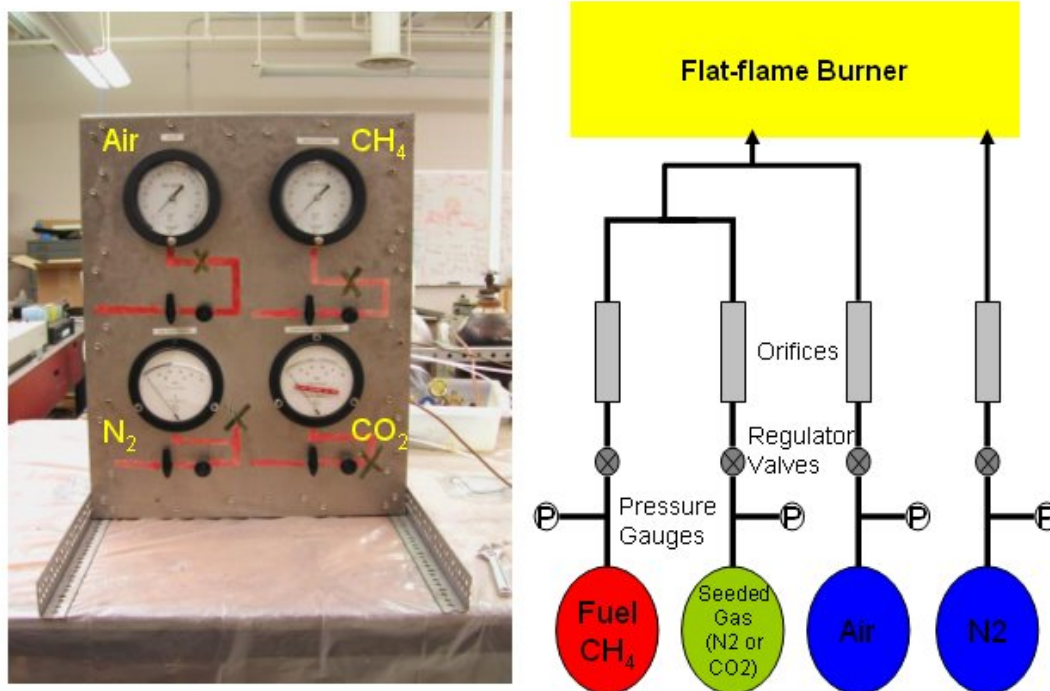 Air
CH₄
N₂
CO₂
Flat-flame Burner
Orifices
Regulator
Valves
Pressure
Gauges
P
P
P
P
Fuel
CH₄
Seeded
Gas
(N2 or
CO2)
Air
N2